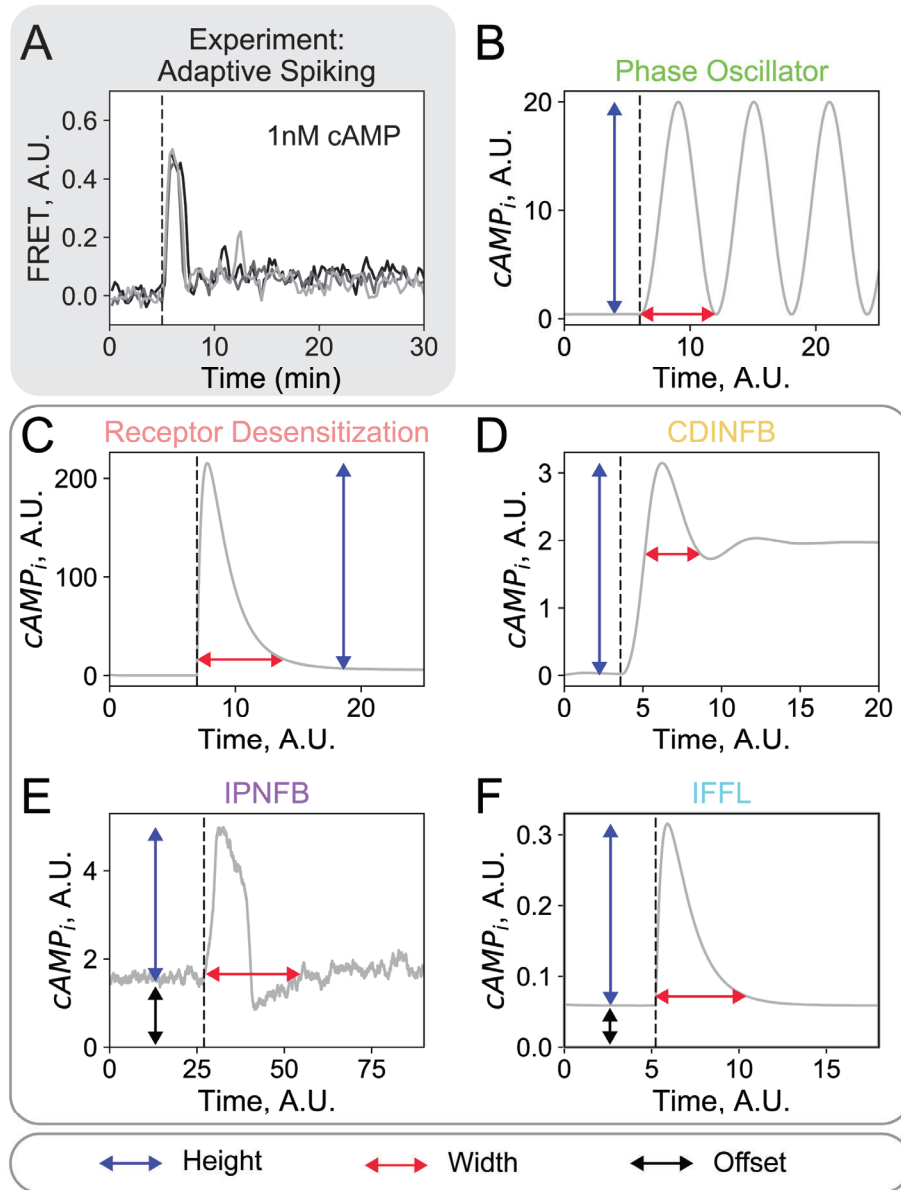 A
Experiment:
Adaptive Spiking
1nM cAMP
FRET, A.U.
0.6
0.4
0.2
0.0
0 10 20 30
Time (min)
B
Phase Oscillator
cAMPi, A.U.
20
10
0
0 10 20
Time, A.U.
C
Receptor Desensitization
cAMPi, A.U.
200
100
0
0 10 20
Time, A.U.
D
CDINFB
cAMPi, A.U.
3
2
1
0
0 5 10 15 20
Time, A.U.
E
IPNFB
cAMPi, A.U.
4
2
0
0 25 50 75
Time, A.U.
F
IFFL
cAMPi, A.U.
0.3
0.2
0.1
0.0
0 5 10 15
Time, A.U.
Height Width Offset